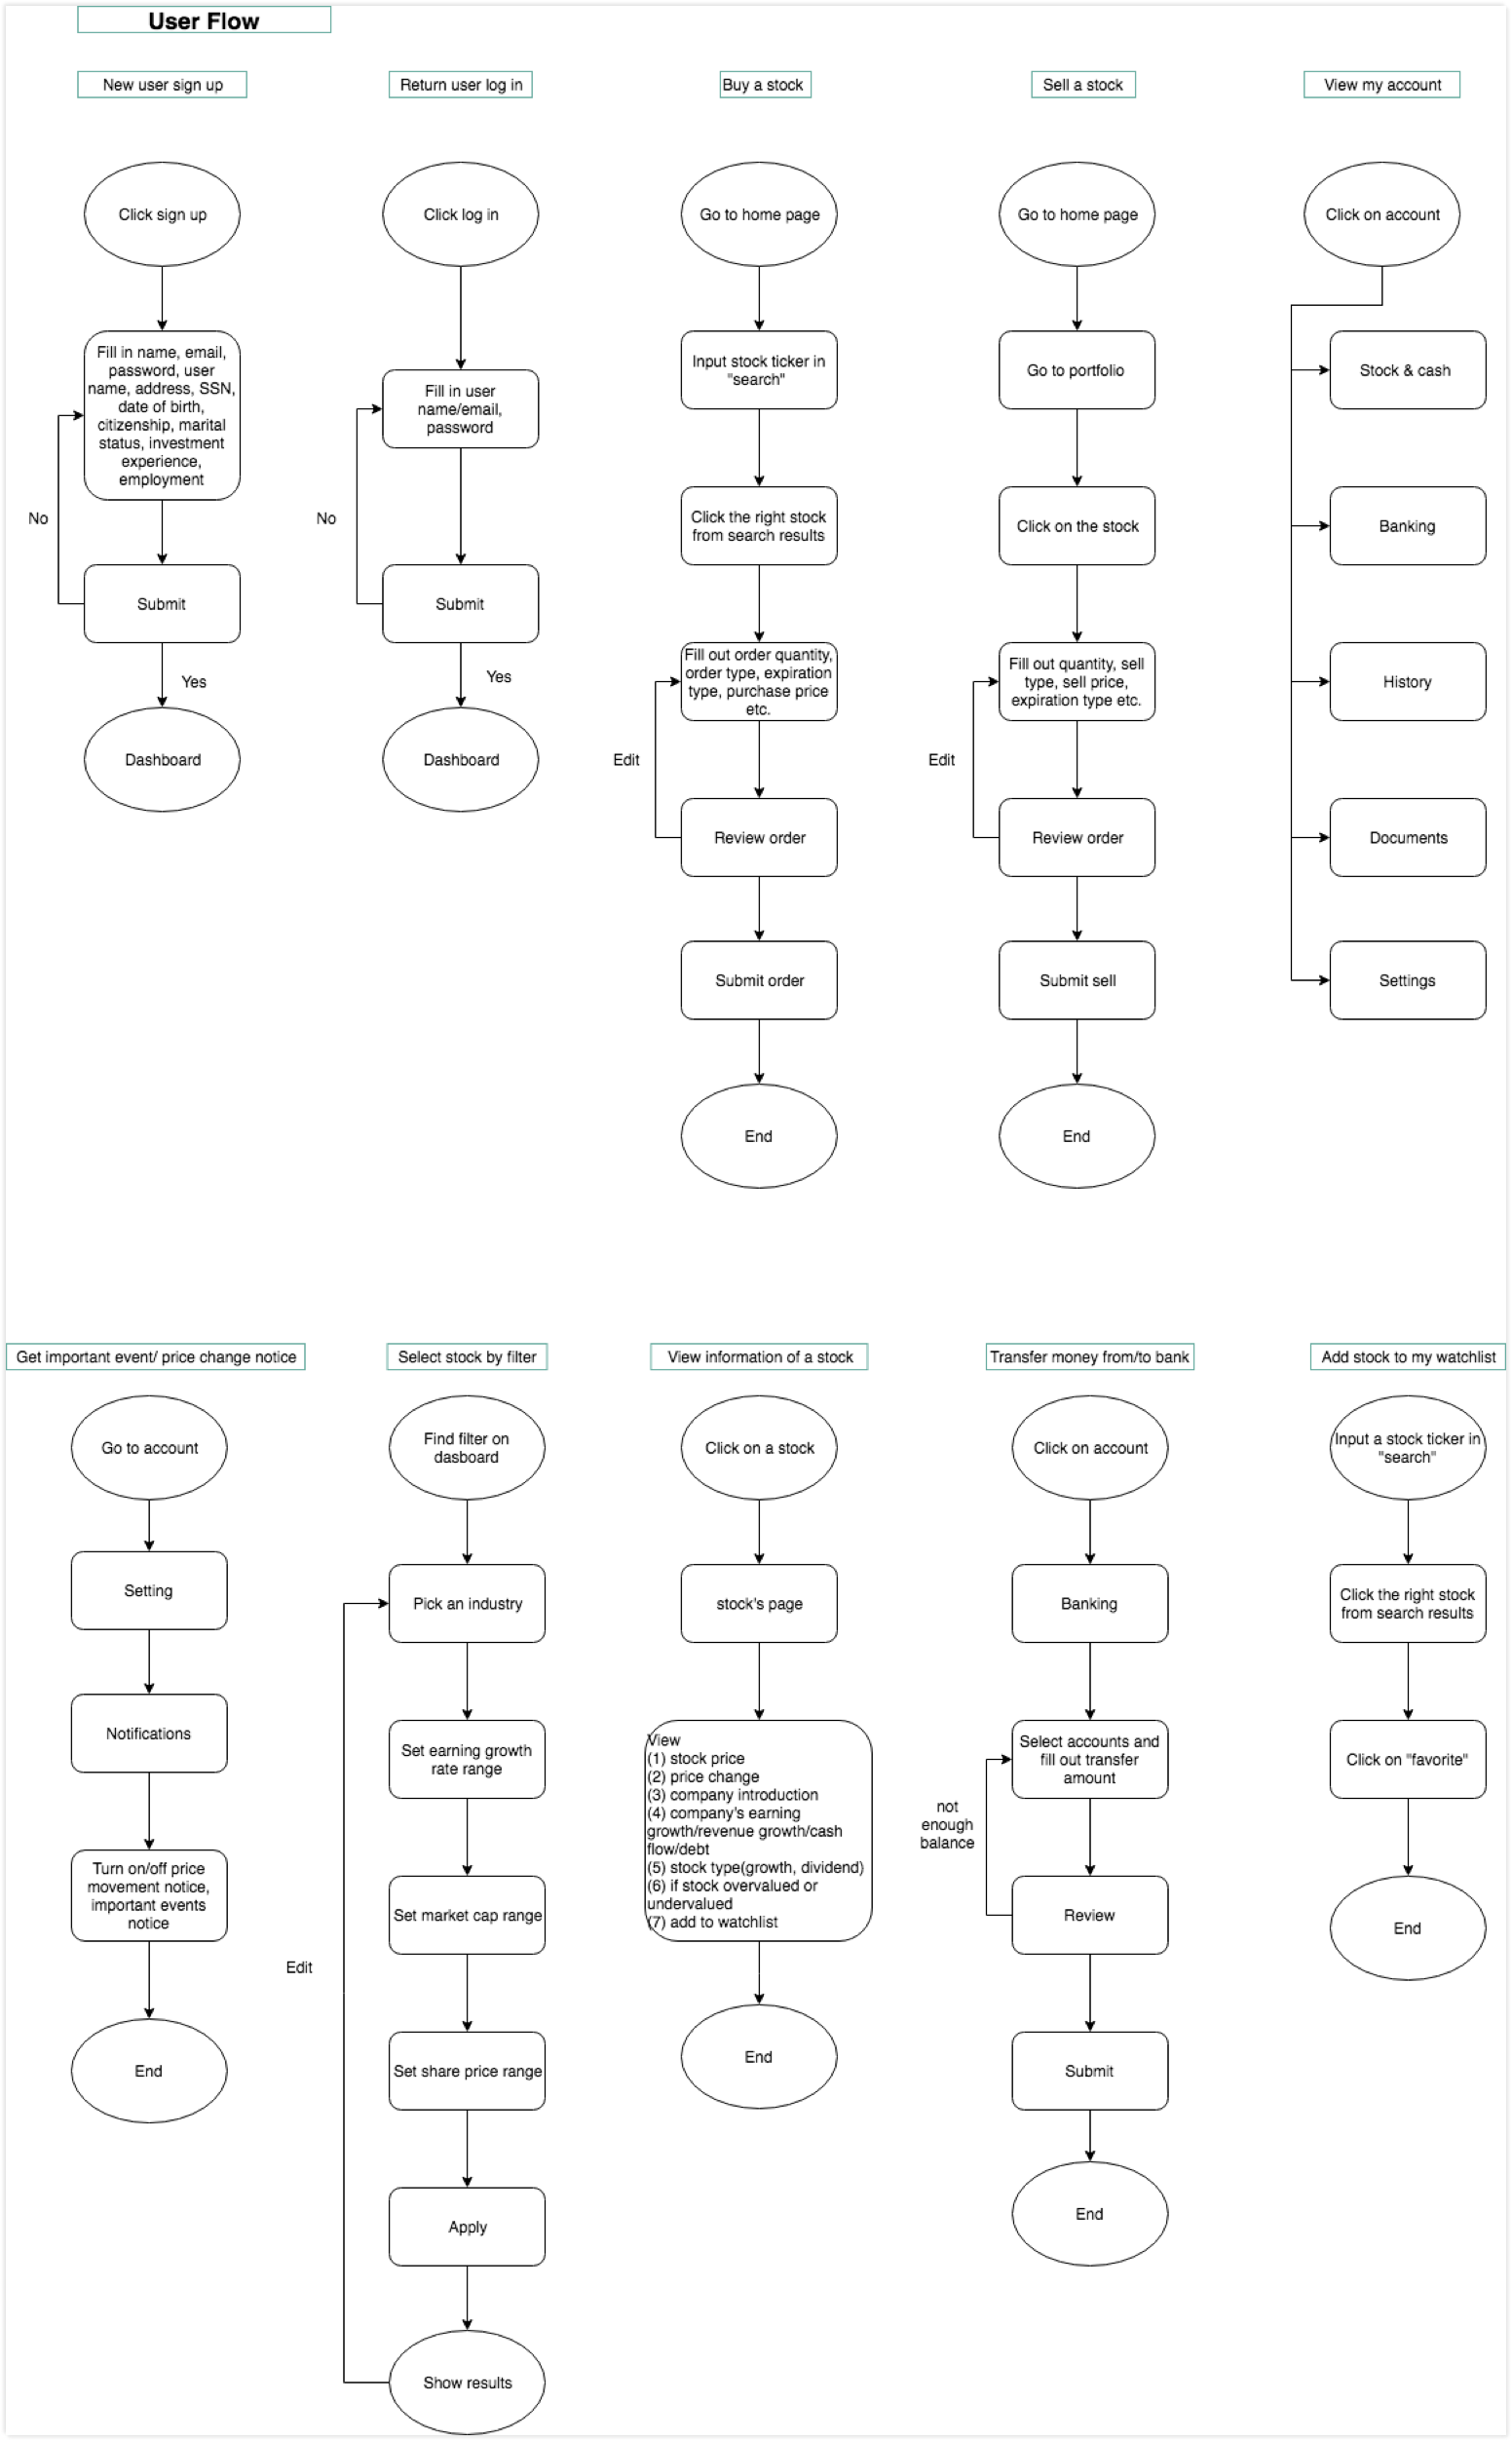 User Flow
New user sign up
Return user log in
Buy a stock
Sell a stock
View my account
Click sign up
Fill in name, email,
password, user
name, address, SSN,
date of birth,
citizenship, marital
status, investment
experience,
employment
No
Submit
Yes
Dashboard
Click log in
Fill in user
name/email,
password
No
Submit
Yes
Dashboard
Go to home page
Input stock ticker in
"search"
Click the right stock
from search results
Fill out order quantity,
order type, expiration
type, purchase price
etc.
Edit
Review order
Submit order
End
Go to home page
Go to portfolio
Click on the stock
Fill out quantity, sell
type, sell price,
expiration type etc.
Edit
Review order
Submit sell
End
Click on account
Stock & cash
Banking
History
Documents
Settings
Get important event/ price change notice
Select stock by filter
View information of a stock
Transfer money from/to bank
Add stock to my watchlist
Go to account
Setting
Notifications
Turn on/off price
movement notice,
important events
notice
End
Find filter on
dasboard
Pick an industry
Set earning growth
rate range
Set market cap range
Edit
Set share price range
Apply
Show results
Click on a stock
stock's page
View
(1) stock price
(2) price change
(3) company introduction
(4) company's earning
growth/revenue growth/cash
flow/debt
(5) stock type(growth, dividend)
(6) if stock overvalued or
undervalued
(7) add to watchlist
End
Click on account
Banking
Select accounts and
fill out transfer
amount
not
enough
balance
Review
Submit
End
Input a stock ticker in
"search"
Click the right stock
from search results
Click on "favorite"
End